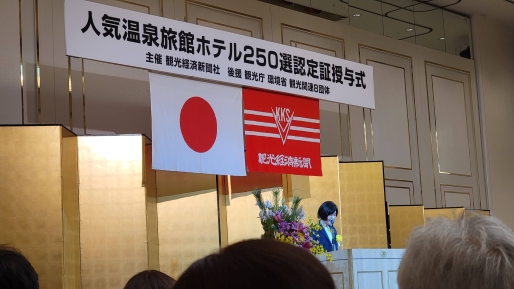 人気温泉旅館ホテル250選認定証授与式
主催 観光経済新聞社 後援 観光庁 環境省 観光関連8団体
KKS
観光経済新聞